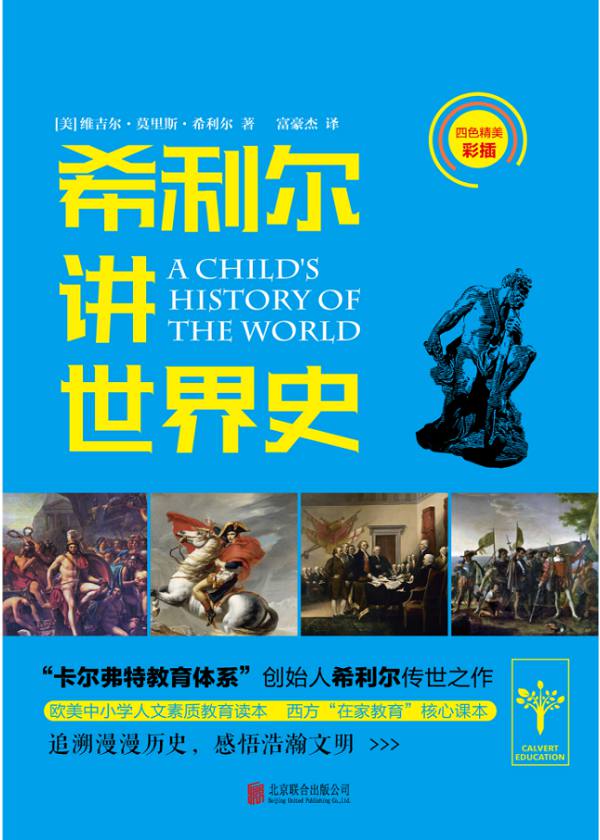 [美]维吉尔·莫里斯·希利尔 著 富豪杰 译
四色精美
彩插
希利尔
讲
A CHILD'S
HISTORY OF
THE WORLD
世界史
“卡尔弗特教育体系”创始人希利尔传世之作
欧美中小学人文素质教育读本 西方“在家教育”核心课本
追溯漫漫历史，感悟浩瀚文明 >>>
CALVERT
EDUCATION
北京联合出版公司
Beijing United Publishing Co.,Ltd.